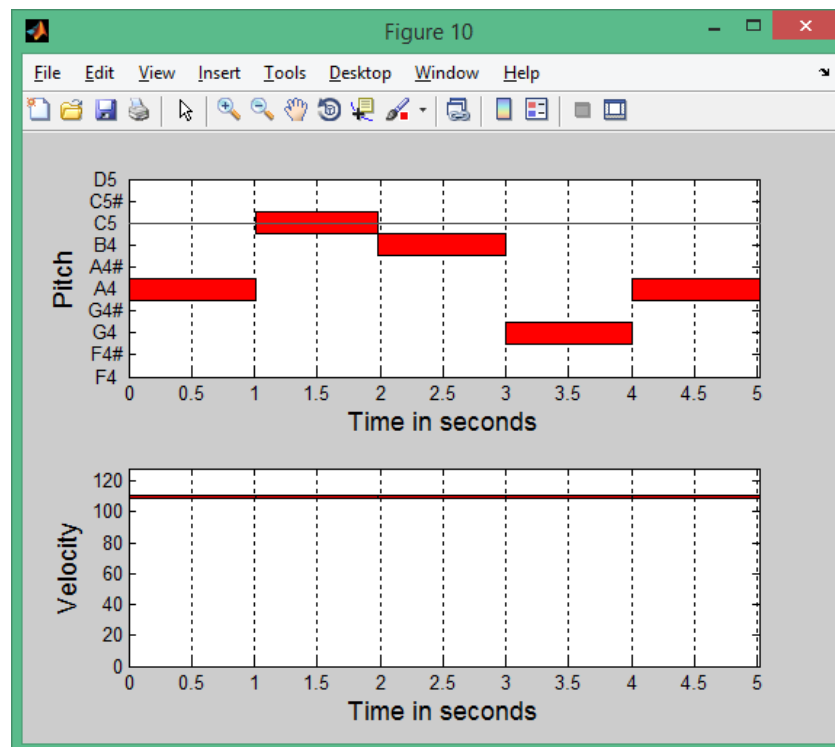 Figure 10
File Edit View Insert Tools Desktop Window Help
D5
C5#
C5
B4
A4#
A4
G4#
G4
F4#
F4
Pitch
0 0.5 1 1.5 2 2.5 3 3.5 4 4.5 5
Time in seconds
120
100
80
60
40
20
0
Velocity
0 0.5 1 1.5 2 2.5 3 3.5 4 4.5 5
Time in seconds